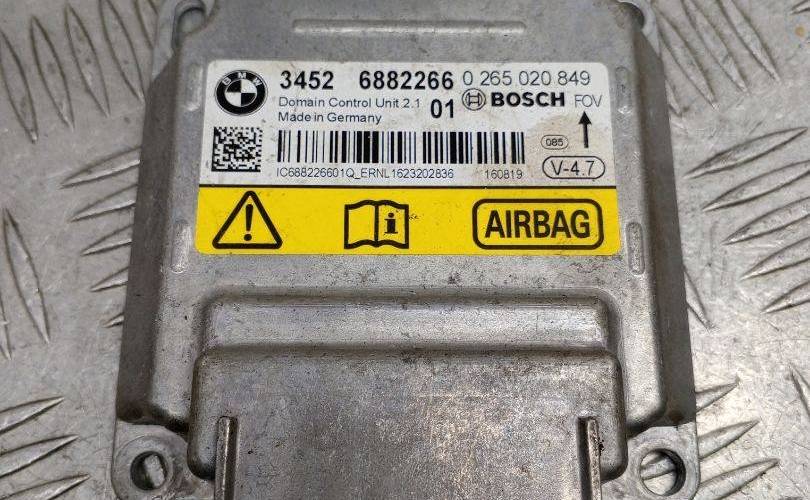 BMW
3452 6882266 01
0 265 020 849
BOSCH FOV
Domain Control Unit 2.1
Made in Germany
085
V-4.7
IC688226601Q_ERNL1623202836 160819
AIRBAG